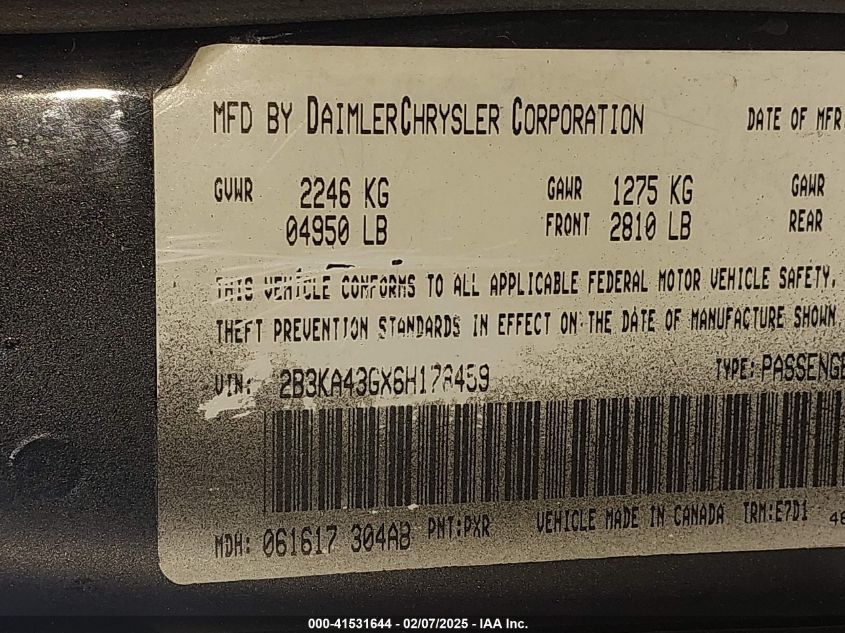 MFD BY DAIMLERCHRYSLER CORPORATION DATE OF MFR
GVWR 2246 KG GAWR 1275 KG GAWR
04950 LB FRONT 2810 LB REAR
THIS VEHICLE CONFORMS TO ALL APPLICABLE FEDERAL MOTOR VEHICLE SAFETY,
THEFT PREVENTION STANDARDS IN EFFECT ON THE DATE OF MANUFACTURE SHOWN
VIN: 2B3KA43GX6H178459 TYPE: PASSENGE
MDH: 061617 304AB PNT:PXR VEHICLE MADE IN CANADA TRM:E7D1 48
000-41531644 - 02/07/2025 - IAA Inc.